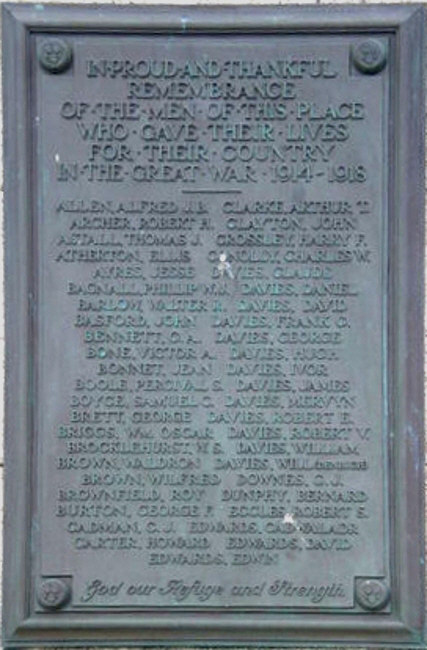 IN·PROUD·AND·THANKFUL
REMEMBRANCE
OF·THE·MEN·OF·THIS·PLACE
WHO·GAVE·THEIR·LIVES
FOR·THEIR·COUNTRY
IN·THE·GREAT·WAR·1914-1918
ALLEN, ALFRED J.B. CLARKE, ARTHUR T.
ARCHER, ROBERT H. CLAYTON, JOHN
ASTALL, THOMAS J. CROSSLEY, HARRY F.
ATHERTON, ELLIS CONOLLY, CHARLES W.
AYRES, JESSE DAVIES, CLAUDE
BAGNALL, PHILLIP DAVIES, DANIEL
BARLOW, WALTER R. DAVIES, DAVID
BASFORD, JOHN DAVIES, FRANK G.
BENNETT, C.A. DAVIES, GEORGE
BONE, VICTOR A. DAVIES, HUGH
BONNET, JEAN DAVIES, IVOR
BOOLE, PERCIVAL S. DAVIES, JAMES
BOYCE, SAMUEL C. DAVIES, MERVYN
BRETT, GEORGE DAVIES, ROBERT E.
BRIGGS, WM. OSCAR DAVIES, ROBERT V.
BROCKLEHURST, N.S. DAVIES, WILLIAM
BROWN, WALDRON DAVIES, WILL
BROWN, WILFRED DOWNES, C.J.
BROWNFIELD, ROY DUNPHY, BERNARD
BURTON, GEORGE F. ECCLES, ROBERT S.
CADMAN, C.J. EDWARDS, CADWALADR
CARTER, HOWARD EDWARDS, DAVID
EDWARDS, EDWIN
God our Refuge and Strength